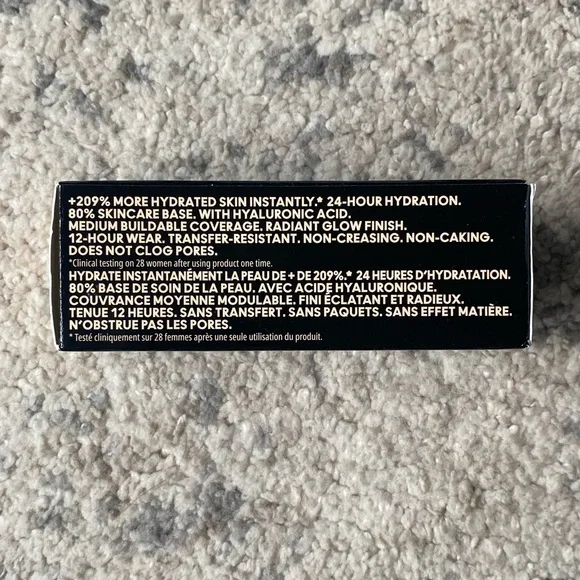 +209% MORE HYDRATED SKIN INSTANTLY.* 24-HOUR HYDRATION.
80% SKINCARE BASE. WITH HYALURONIC ACID.
MEDIUM BUILDABLE COVERAGE. RADIANT GLOW FINISH.
12-HOUR WEAR. TRANSFER-RESISTANT. NON-CREASING. NON-CAKING.
DOES NOT CLOG PORES.
*Clinical testing on 28 women after using product one time.
HYDRATE INSTANTANÉMENT LA PEAU DE + DE 209%.* 24 HEURES D'HYDRATATION.
80% BASE DE SOIN DE LA PEAU. AVEC ACIDE HYALURONIQUE.
COUVRANCE MOYENNE MODULABLE. FINI ÉCLATANT ET RADIEUX.
TENUE 12 HEURES. SANS TRANSFERT. SANS PAQUETS. SANS EFFET MATIÈRE.
N'OBSTRUE PAS LES PORES.
* Testé cliniquement sur 28 femmes après une seule utilisation du produit.